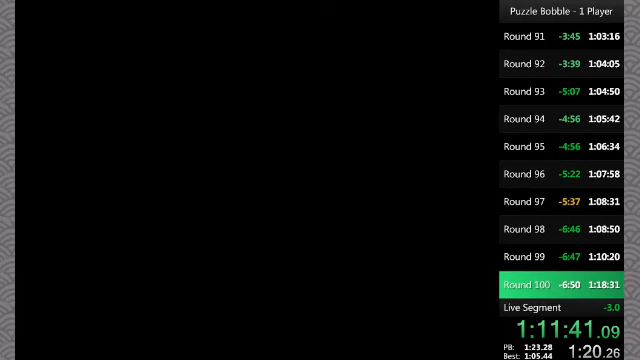 Puzzle Bobble - 1 Player
Round 91 -3:45 1:03:16
Round 92 -3:39 1:04:05
Round 93 -5:07 1:04:50
Round 94 -4:56 1:05:42
Round 95 -4:56 1:06:34
Round 96 -5:22 1:07:58
Round 97 -5:37 1:08:31
Round 98 -6:46 1:08:50
Round 99 -6:47 1:10:20
Round 100 -6:50 1:18:31
Live Segment -3.0
1:11:41.09
PB: 1:23.28
Best: 1:05.44 1:20.26